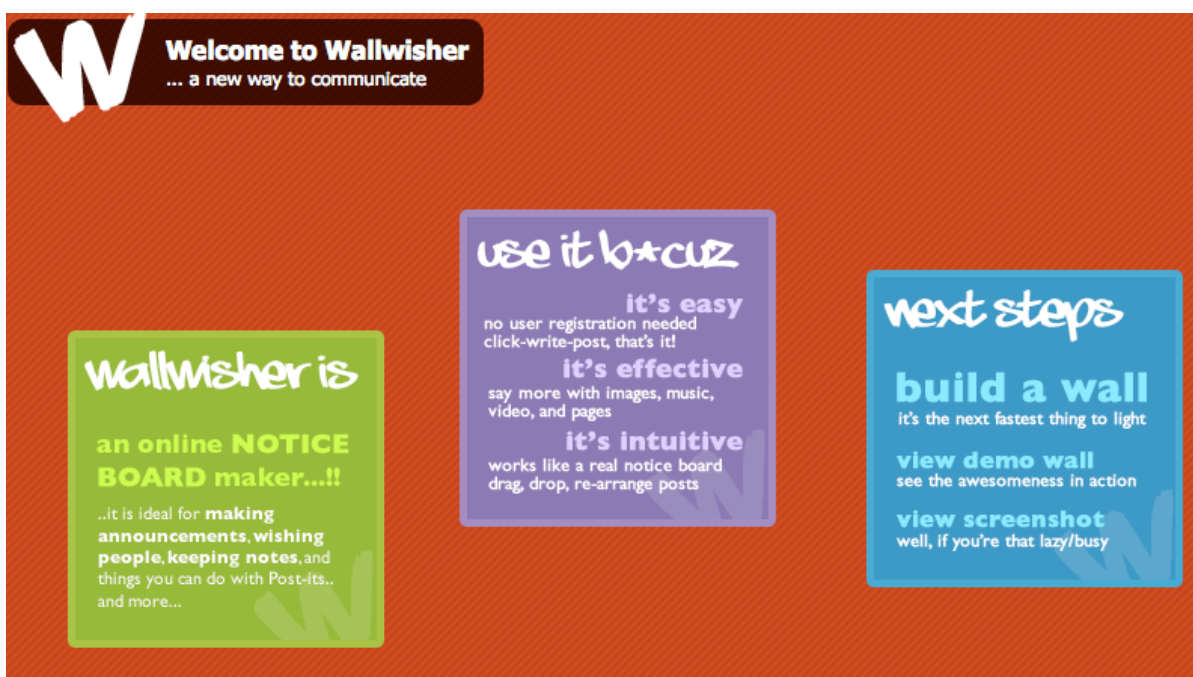 W
Welcome to Wallwisher
... a new way to communicate
wallwisher is
an online NOTICE
BOARD maker...!!
..it is ideal for making
announcements, wishing
people, keeping notes, and
things you can do with Post-its..
and more...
W
use it b*cuz
it's easy
no user registration needed
click-write-post, that's it!
it's effective
say more with images, music,
video, and pages
it's intuitive
works like a real notice board
drag, drop, re-arrange posts
W
next steps
build a wall
it's the next fastest thing to light
view demo wall
see the awesomeness in action
view screenshot
well, if you're that lazy/busy
W